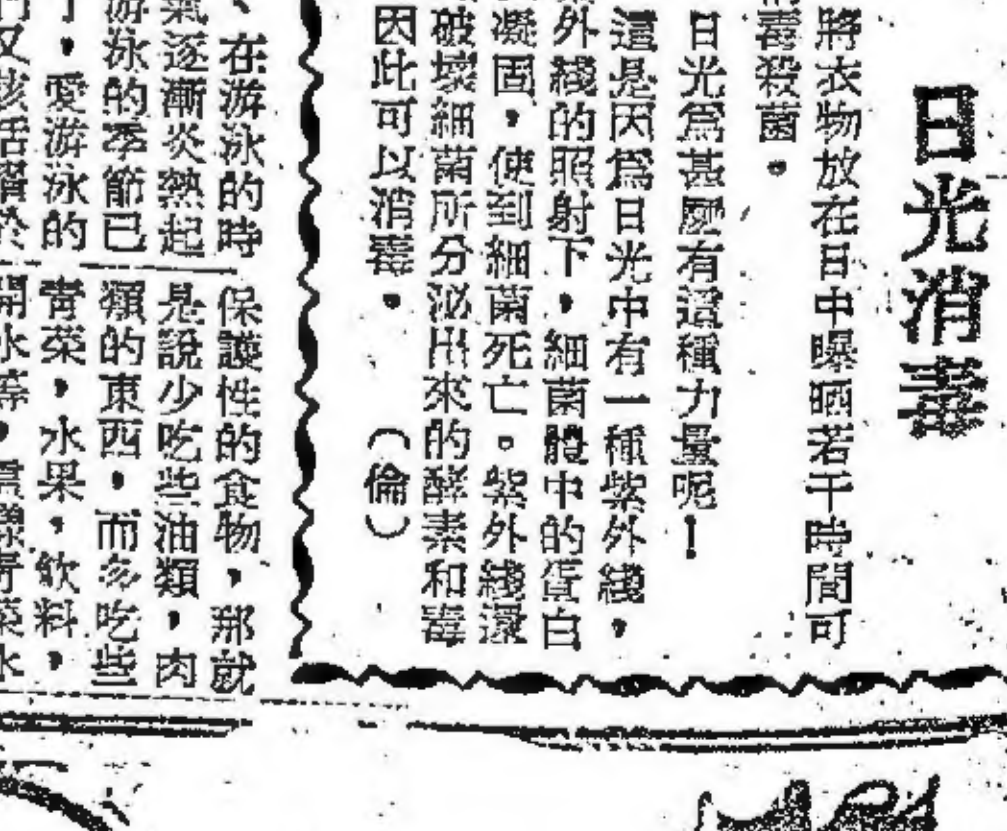 日光消毒
將衣物放在日中曝晒若干時間可
毒殺菌。
日光爲甚麽有這種力量呢！
這是因爲日光中有一種紫外綫，
外綫的照射下，細菌體中的蛋白
凝固，使到細菌死亡。紫外綫還
破壞細菌所分泌出來的酵素和毒
因此可以消毒。（倫）
、在游泳的時
氣逐漸炎熱起
游泳的季節已
，愛游泳的
保護性的食物，那就
是說少吃些油類，肉
類的東西，而多吃些
青菜，水果，飲料，
開水等，